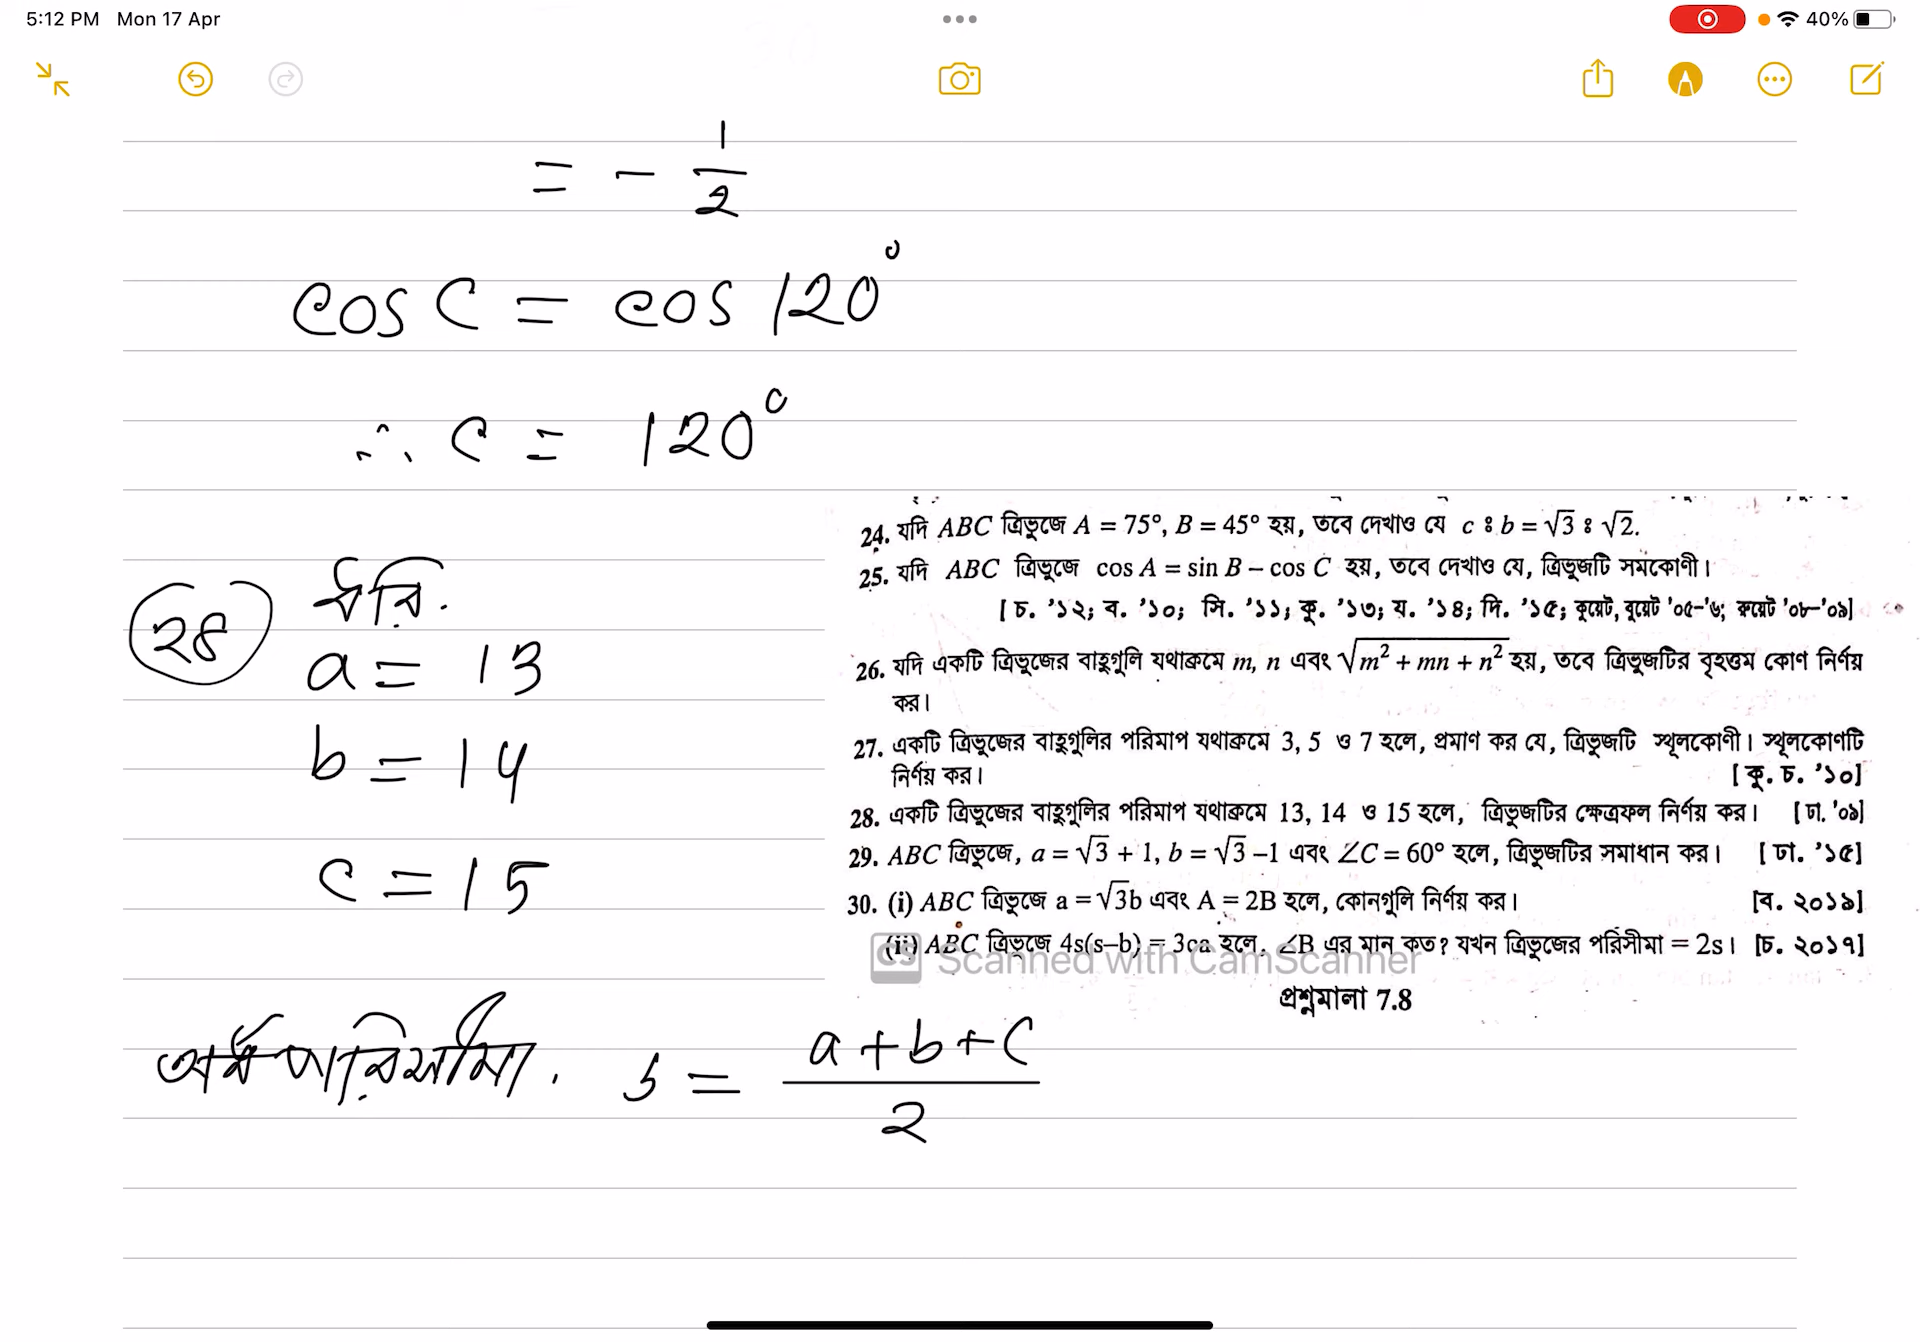 5:12 PM Mon 17 Apr
40%
= - 1/2
cos C = cos 120°
∴ C = 120°
24. যদি ABC ত্রিভুজে A = 75°, B = 45° হয়, তবে দেখাও যে c ঃ b = √3 ঃ √2.
25. যদি ABC ত্রিভুজে cos A = sin B – cos C হয়, তবে দেখাও যে, ত্রিভুজটি সমকোণী।
[ চ. '১২; ব. '১০; সি. '১১; কু. '১৩; য. '১৪; দি. '১৫; কুয়েট, বুয়েট '০৫-'৬; রুয়েট '০৮-'০৯]
26. যদি একটি ত্রিভুজের বাহুগুলি যথাক্রমে m, n এবং √(m² + mn + n²) হয়, তবে ত্রিভুজটির বৃহত্তম কোণ নির্ণয়
কর।
27. একটি ত্রিভুজের বাহুগুলির পরিমাপ যথাক্রমে 3, 5 ও 7 হলে, প্রমাণ কর যে, ত্রিভুজটি স্থূলকোণী। স্থূলকোণটি
নির্ণয় কর। [ কু. চ. '১০]
28. একটি ত্রিভুজের বাহুগুলির পরিমাপ যথাক্রমে 13, 14 ও 15 হলে, ত্রিভুজটির ক্ষেত্রফল নির্ণয় কর। [ ঢা. '০৯]
29. ABC ত্রিভুজে, a = √3 + 1, b = √3 –1 এবং ∠C = 60° হলে, ত্রিভুজটির সমাধান কর। [ ঢা. '১৫]
30. (i) ABC ত্রিভুজে a = √3b এবং A = 2B হলে, কোনগুলি নির্ণয় কর। [ব. ২০১৯]
(ii) ABC ত্রিভুজে 4s(s–b) = 3ca হলে, ∠B এর মান কত? যখন ত্রিভুজের পরিসীমা = 2s। [চ. ২০১৭]
CS Scanned with CamScanner
প্রশ্নমালা 7.8
২৪ ধরি.
a = 13
b = 14
c = 15
অর্ধপরিসীমা. s = (a+b+c)/2